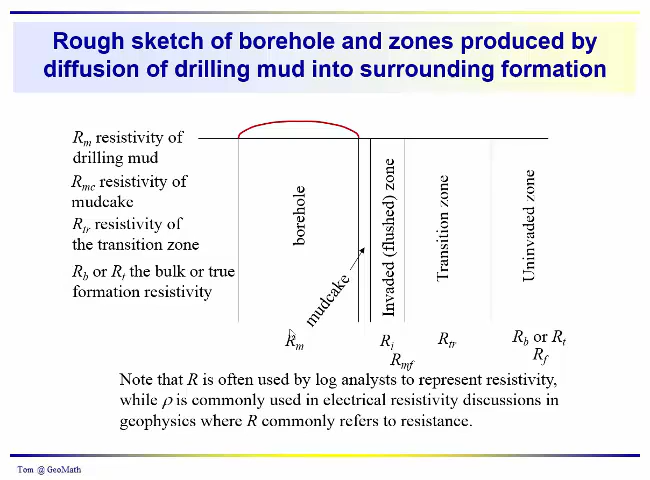 Rough sketch of borehole and zones produced by
diffusion of drilling mud into surrounding formation
Rm resistivity of
drilling mud
Rmc resistivity of
mudcake
Rtr resistivity of
the transition zone
Rb or Rt the bulk or true
formation resistivity
borehole
mudcake
Invaded (flushed) zone
Transition zone
Uninvaded zone
Rm
Ri
Rmf
Rtr
Rb or Rt
Rf
Note that R is often used by log analysts to represent resistivity,
while ρ is commonly used in electrical resistivity discussions in
geophysics where R commonly refers to resistance.
Tom @ GeoMath